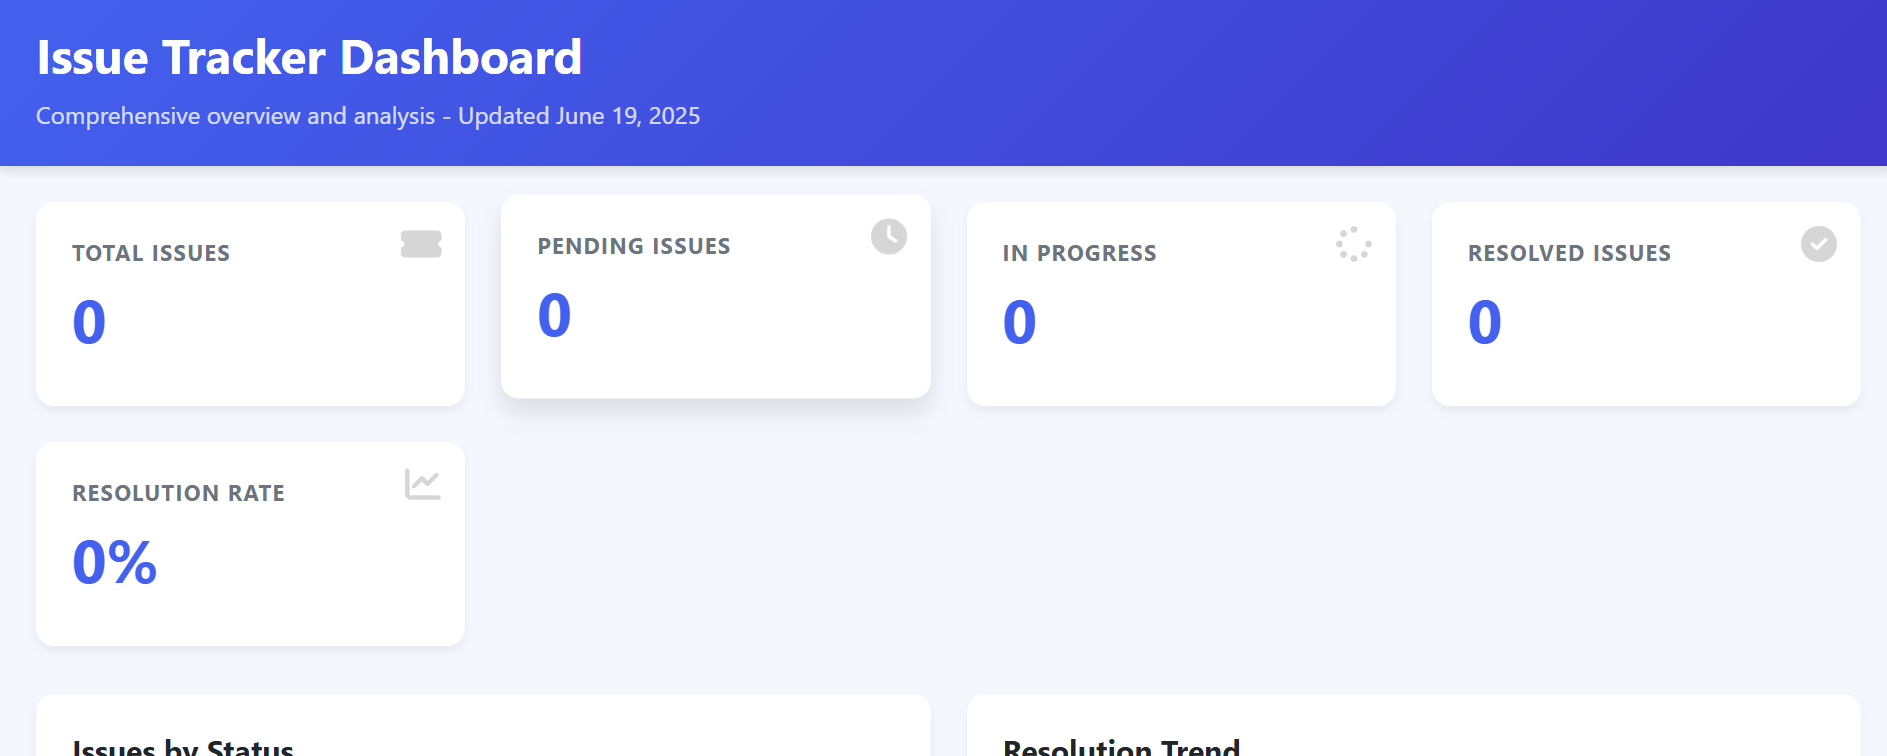 Issue Tracker Dashboard
Comprehensive overview and analysis - Updated June 19, 2025
TOTAL ISSUES
0
PENDING ISSUES
0
IN PROGRESS
0
RESOLVED ISSUES
0
RESOLUTION RATE
0%
Issues by Status
Resolution Trend